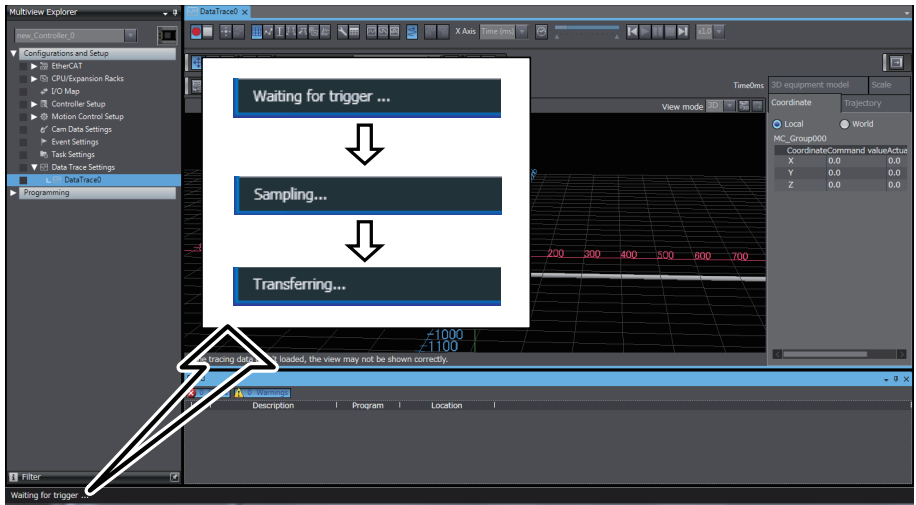 Multiview Explorer
DataTrace0
new_Controller_0
X Axis Time (ms)
x1.0
Configurations and Setup
EtherCAT
CPU/Expansion Racks
I/O Map
Controller Setup
Motion Control Setup
Cam Data Settings
Event Settings
Task Settings
Data Trace Settings
DataTrace0
Programming
Waiting for trigger ...
Sampling...
Transferring...
Time0ms
View mode 3D
3D equipment model
Scale
Coordinate
Trajectory
Local
World
MC_Group000
CoordinateCommand valueActua
X 0.0 0.0
Y 0.0 0.0
Z 0.0 0.0
200 300 400 500 600 700
-1000
-1100
tracing data loaded, the view may not be shown correctly.
Warnings
Description
Program
Location
Filter
Waiting for trigger ...